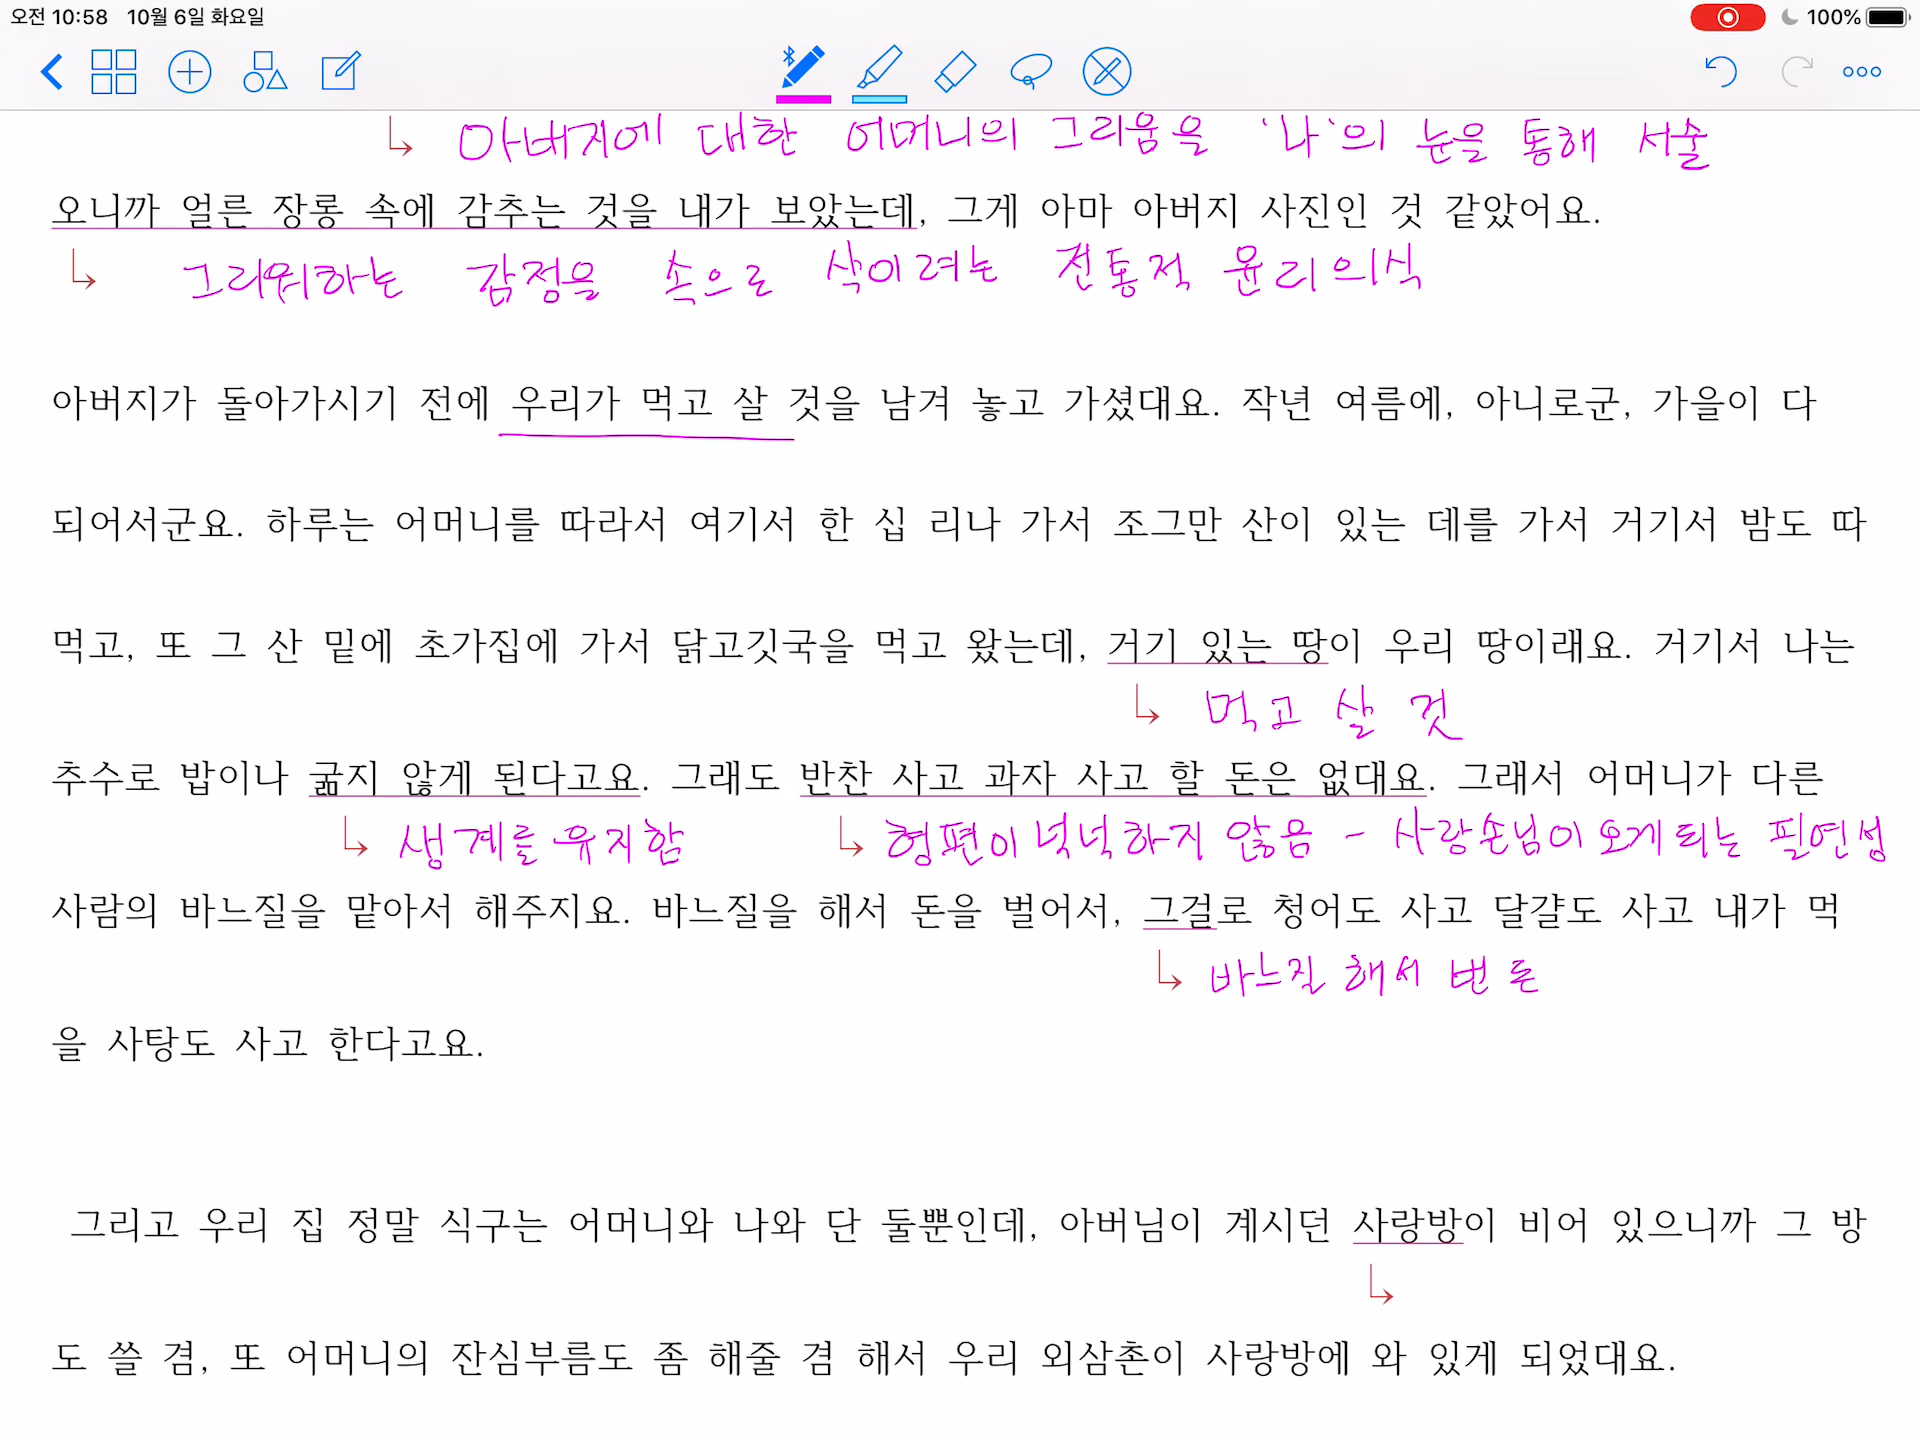 오전 10:58 10월 6일 화요일 100%
아버지에 대한 어머니의 그리움을 '나'의 눈을 통해 서술
오니까 얼른 장롱 속에 감추는 것을 내가 보았는데, 그게 아마 아버지 사진인 것 같았어요.
그리워하는 감정을 속으로 삭이려는 전통적 윤리의식
아버지가 돌아가시기 전에 우리가 먹고 살 것을 남겨 놓고 가셨대요. 작년 여름에, 아니로군, 가을이 다
되어서군요. 하루는 어머니를 따라서 여기서 한 십 리나 가서 조그만 산이 있는 데를 가서 거기서 밤도 따
먹고, 또 그 산 밑에 초가집에 가서 닭고깃국을 먹고 왔는데, 거기 있는 땅이 우리 땅이래요. 거기서 나는
먹고 살 것
추수로 밥이나 굶지 않게 된다고요. 그래도 반찬 사고 과자 사고 할 돈은 없대요. 그래서 어머니가 다른
생계를 유지함
형편이 넉넉하지 않음 - 사랑손님이 오게 되는 필연성
사람의 바느질을 맡아서 해주지요. 바느질을 해서 돈을 벌어서, 그걸로 청어도 사고 달걀도 사고 내가 먹
바느질 해서 번 돈
을 사탕도 사고 한다고요.
그리고 우리 집 정말 식구는 어머니와 나와 단 둘뿐인데, 아버님이 계시던 사랑방이 비어 있으니까 그 방
도 쓸 겸, 또 어머니의 잔심부름도 좀 해줄 겸 해서 우리 외삼촌이 사랑방에 와 있게 되었대요.